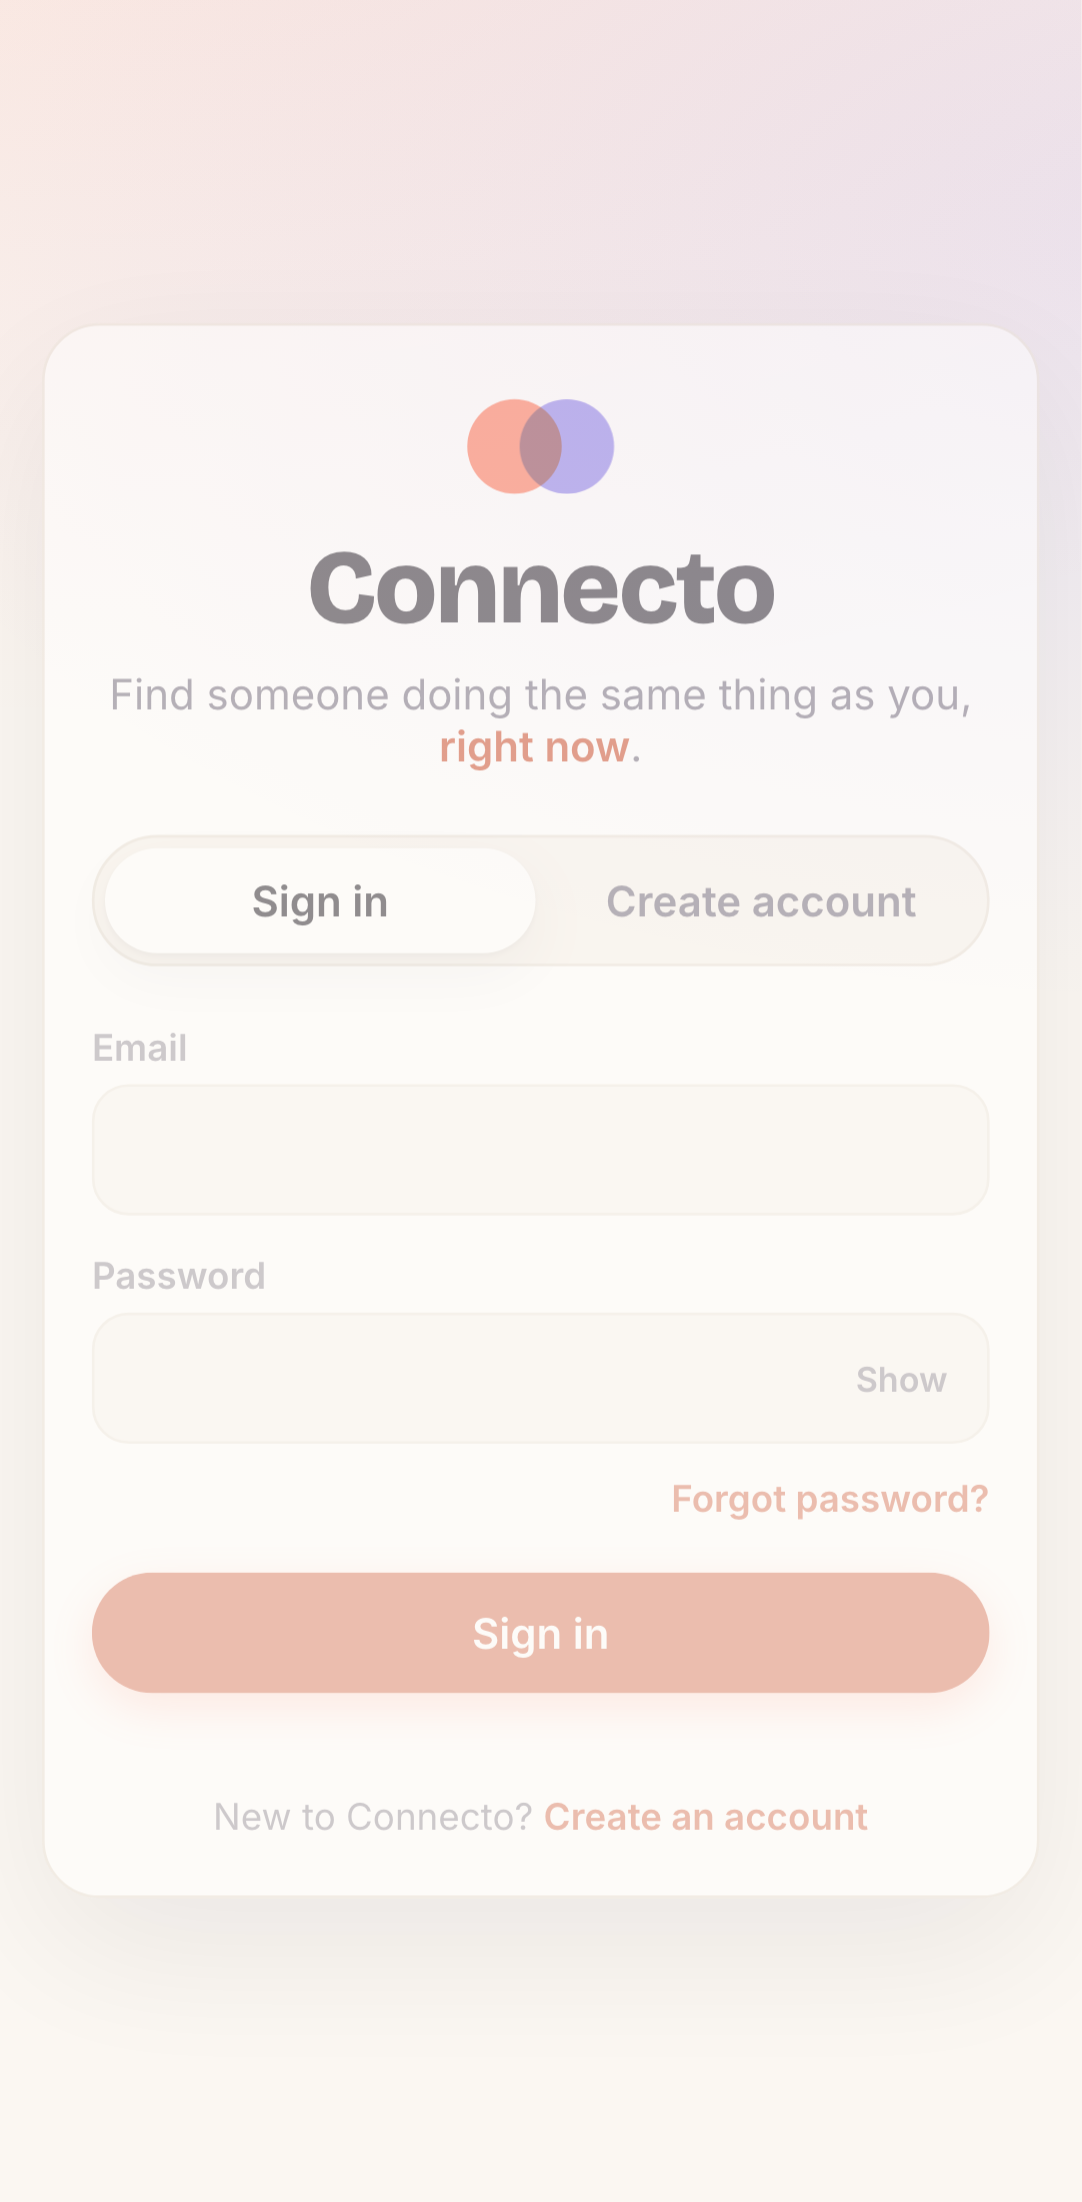 Connecto
Find someone doing the same thing as you,
right now.
Sign in
Create account
Email
Password
Show
Forgot password?
Sign in
New to Connecto? Create an account